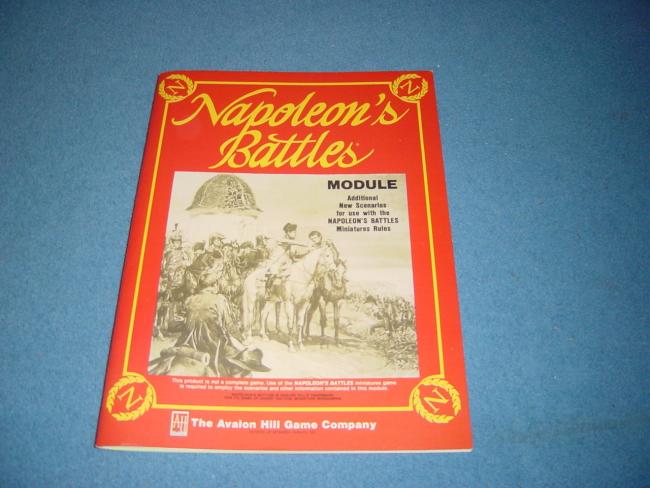 N N
Napoleon's
Battles
MODULE
Additional
New Scenarios
for use with the
NAPOLEON'S BATTLES
Miniatures Rules
This product is not a complete game. Use of the NAPOLEON'S BATTLES miniatures game
is required to employ the scenarios and other information contained in this module.
N N
AH The Avalon Hill Game Company